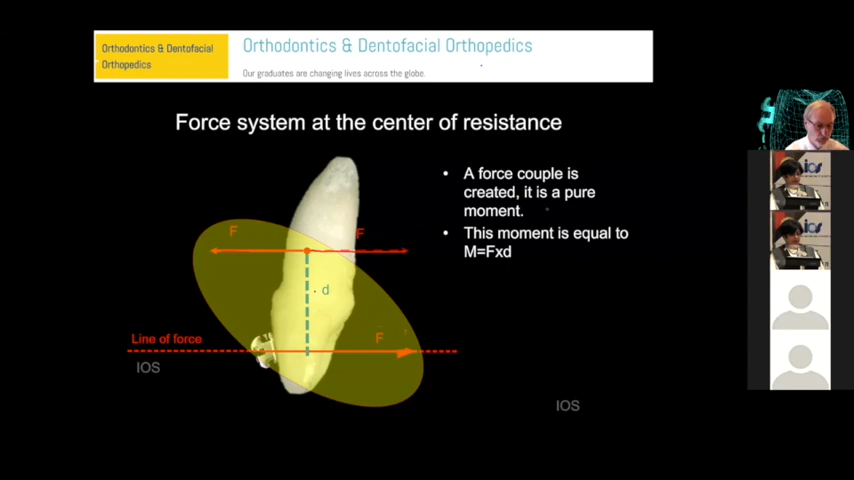 Orthodontics & Dentofacial
Orthopedics
Orthodontics & Dentofacial Orthopedics
Our graduates are changing lives across the globe.
Force system at the center of resistance
• A force couple is
created, it is a pure
moment.
• This moment is equal to
M=Fxd
F
F
d
Line of force
F
IOS
IOS
ios
ios